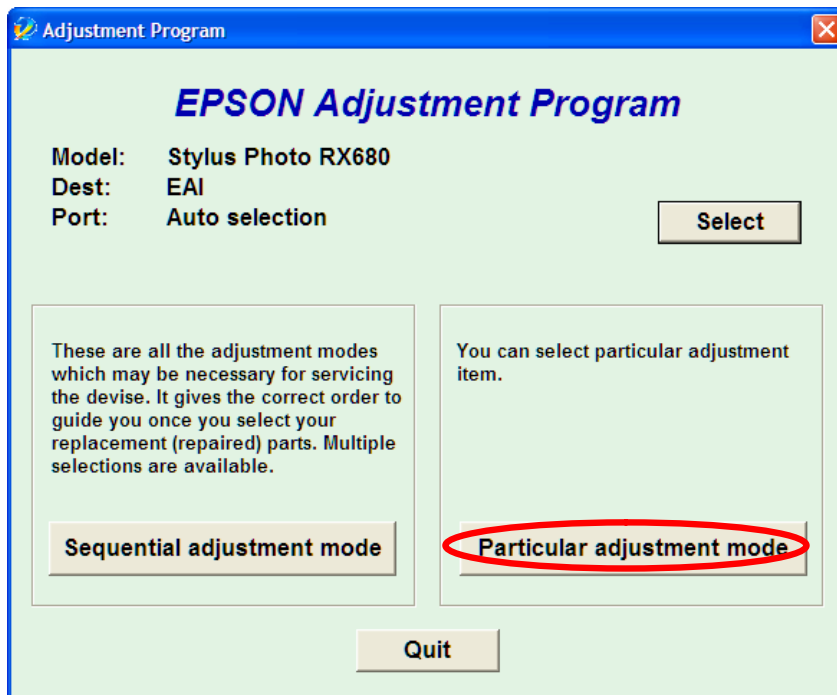 Adjustment Program
EPSON Adjustment Program
Model: Stylus Photo RX680
Dest: EAI
Port: Auto selection
Select
These are all the adjustment modes
which may be necessary for servicing
the devise. It gives the correct order to
guide you once you select your
replacement (repaired) parts. Multiple
selections are available.
Sequential adjustment mode
You can select particular adjustment
item.
Particular adjustment mode
Quit